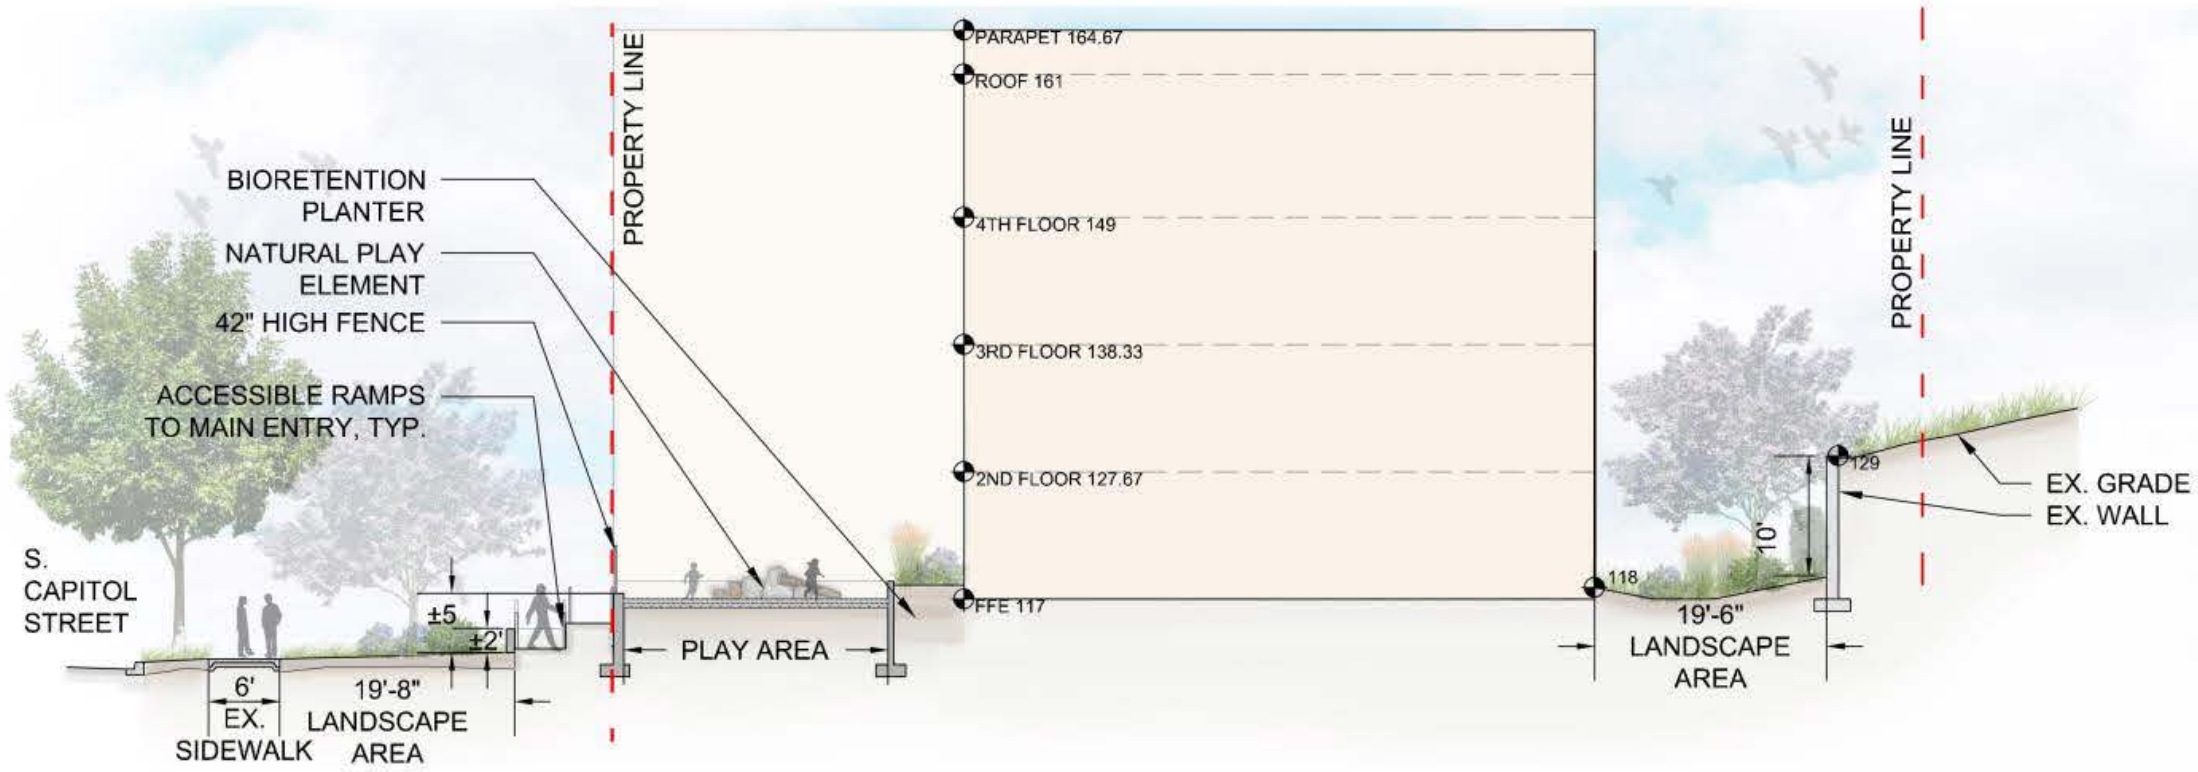 PARAPET 164.67
ROOF 161
PROPERTY LINE
PROPERTY LINE
BIORETENTION
PLANTER
NATURAL PLAY
ELEMENT
42" HIGH FENCE
ACCESSIBLE RAMPS
TO MAIN ENTRY, TYP.
4TH FLOOR 149
3RD FLOOR 138.33
2ND FLOOR 127.67
FFE 117
129
EX. GRADE
EX. WALL
10'
118
S.
CAPITOL
STREET
±5
±2'
PLAY AREA
6'
EX.
SIDEWALK
19'-8"
LANDSCAPE
AREA
19'-6"
LANDSCAPE
AREA